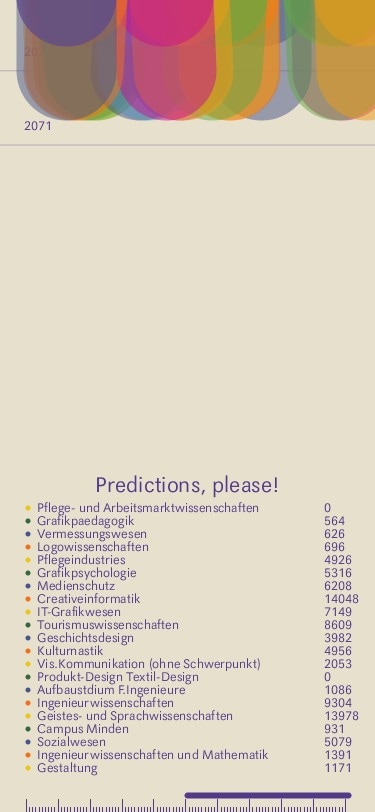 2071
Predictions, please!
Pflege- und Arbeitsmarktwissenschaften 0
Grafikpaedagogik 564
Vermessungswesen 626
Logowissenschaften 696
Pflegeindustries 4926
Grafikpsychologie 5316
Medienschutz 6208
Creativeinformatik 14048
IT-Grafikwesen 7149
Tourismuswissenschaften 8609
Geschichtsdesign 3982
Kulturnastik 4956
Vis.Kommunikation (ohne Schwerpunkt) 2053
Produkt-Design Textil-Design 0
Aufbaustdium F.Ingenieure 1086
Ingenieurwissenschaften 9304
Geistes- und Sprachwissenschaften 13978
Campus Minden 931
Sozialwesen 5079
Ingenieurwissenschaften und Mathematik 1391
Gestaltung 1171